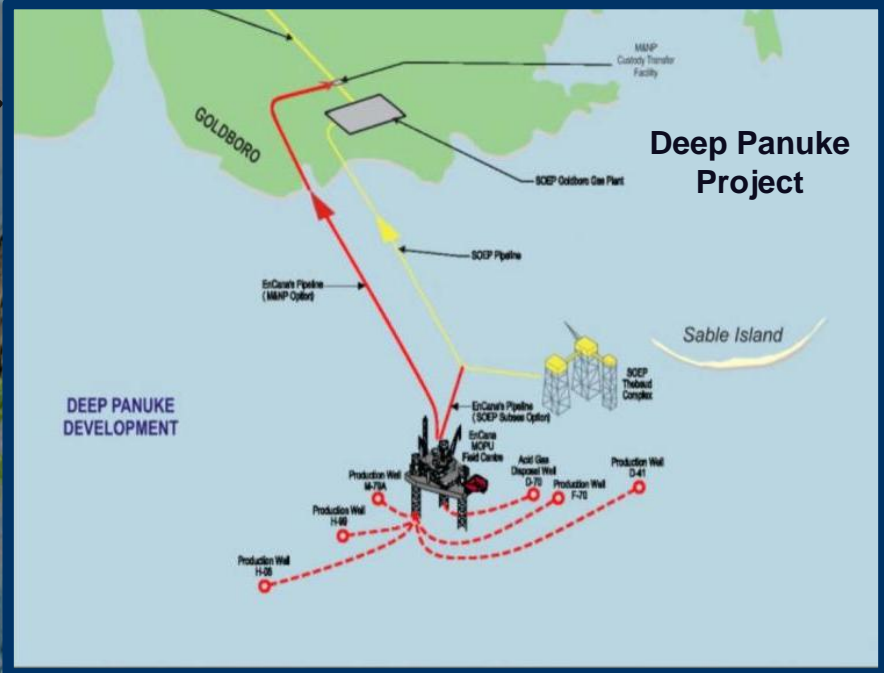 M&NP
Custody Transfer
Facility
GOLDBORO
Deep Panuke
Project
SOEP Goldboro Gas Plant
SOEP Pipeline
EnCana's Pipeline
( M&NP Option)
Sable Island
SOEP
Thebaud
Complex
DEEP PANUKE
DEVELOPMENT
EnCana's Pipeline
(SOEP Subsea Option)
EnCana
MOPU
Field Centre
Production Well
M-79A
Acid Gas
Disposal Well
D-70
Production Well
F-70
Production Well
D-41
Production Well
H-99
Production Well
H-08